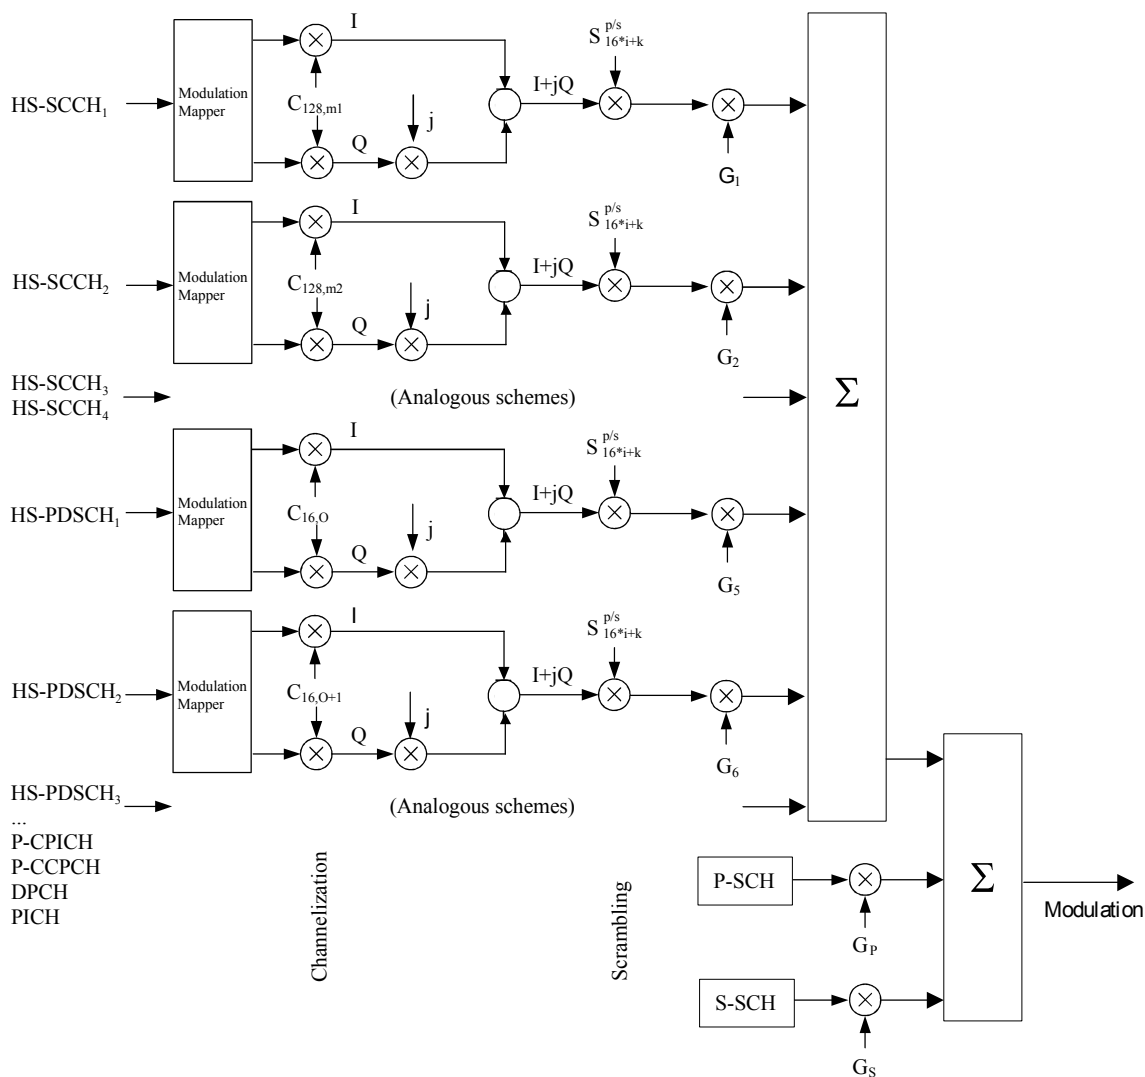 I
S p/s 16*i+k
Modulation Mapper
I+jQ
HS-SCCH1
C128,m1
j
Q
G1
I
S p/s 16*i+k
Modulation Mapper
I+jQ
HS-SCCH2
C128,m2
j
Q
G2
HS-SCCH3
HS-SCCH4
(Analogous schemes)
Σ
I
S p/s 16*i+k
Modulation Mapper
I+jQ
HS-PDSCH1
C16,O
j
Q
G5
I
S p/s 16*i+k
Modulation Mapper
I+jQ
HS-PDSCH2
C16,O+1
j
Q
G6
HS-PDSCH3
(Analogous schemes)
...
P-CPICH
P-CCPCH
DPCH
PICH
Channelization
Scrambling
P-SCH
GP
Σ
Modulation
S-SCH
GS